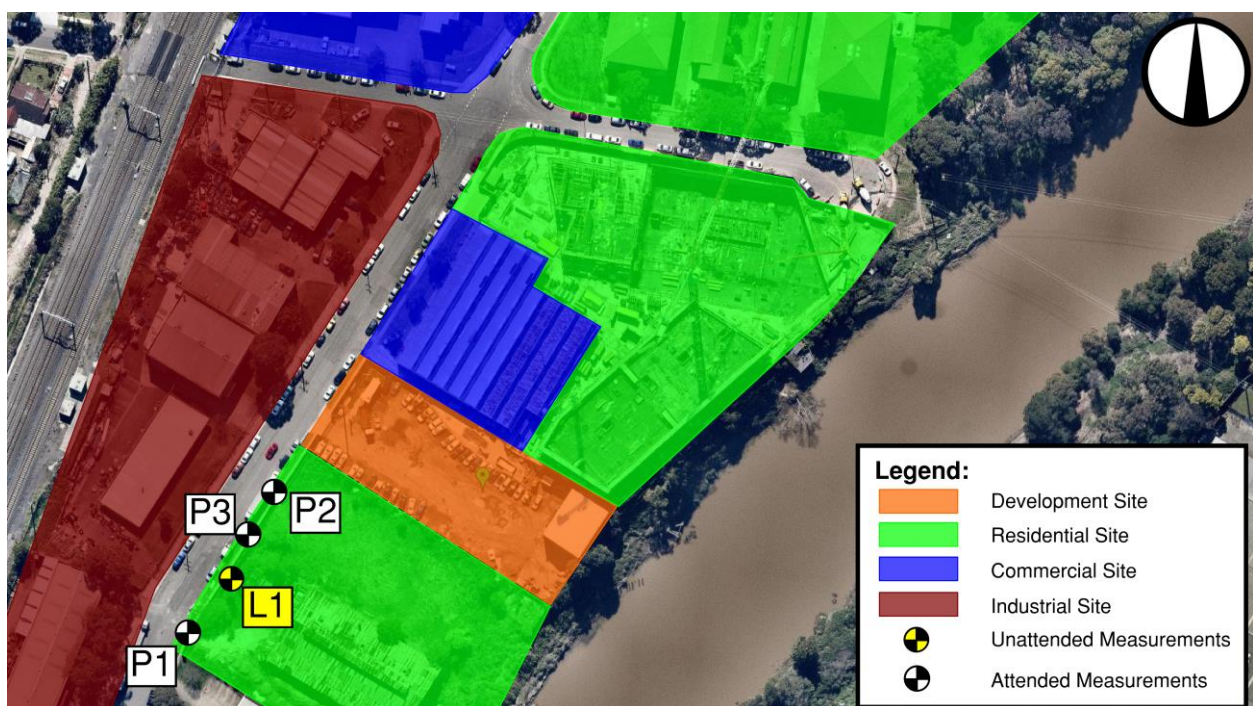 P3
P2
L1
P1
Legend:
Development Site
Residential Site
Commercial Site
Industrial Site
Unattended Measurements
Attended Measurements